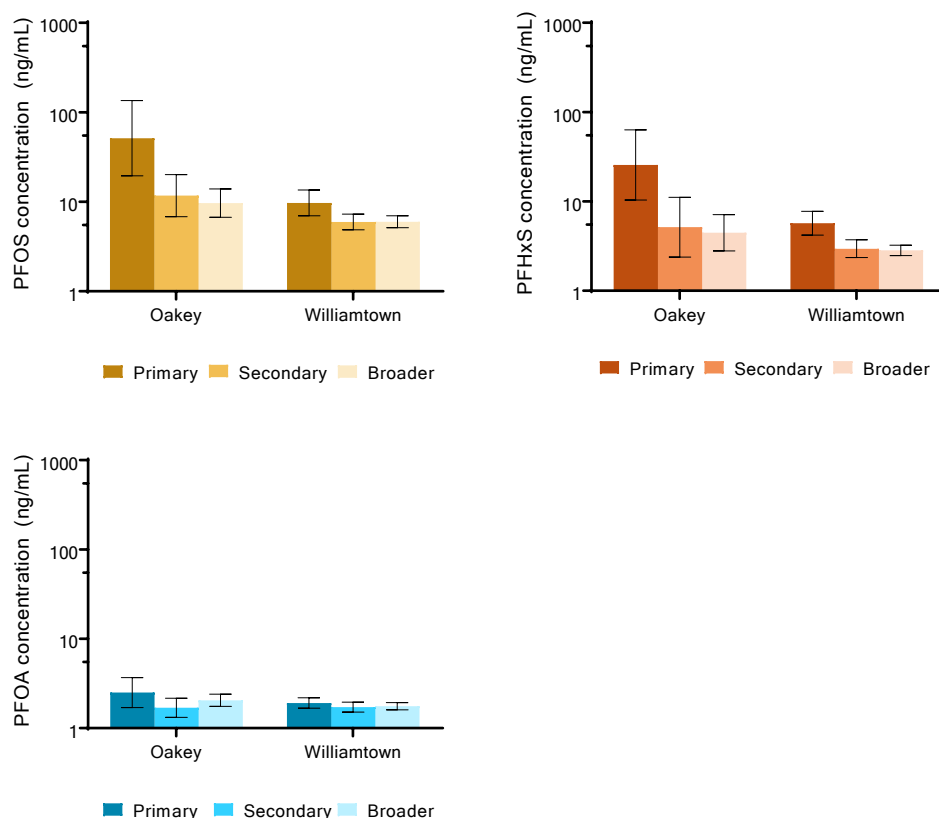 PFOS concentration (ng/mL)
1000
100
10
1
Oakey Williamtown
Primary Secondary Broader
PFHxS concentration (ng/mL)
1000
100
10
1
Oakey Williamtown
Primary Secondary Broader
PFOA concentration (ng/mL)
1000
100
10
1
Oakey Williamtown
Primary Secondary Broader